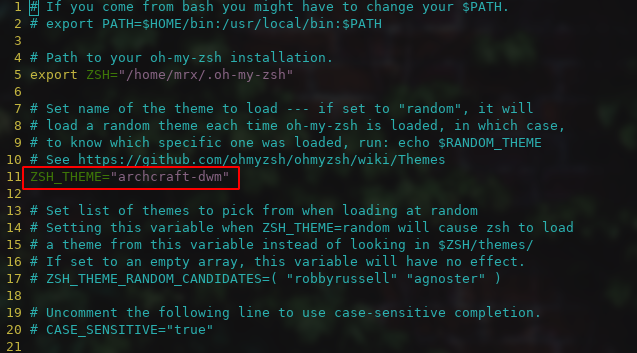 1 # If you come from bash you might have to change your $PATH.
2 # export PATH=$HOME/bin:/usr/local/bin:$PATH
3
4 # Path to your oh-my-zsh installation.
5 export ZSH="/home/mrx/.oh-my-zsh"
6
7 # Set name of the theme to load --- if set to "random", it will
8 # load a random theme each time oh-my-zsh is loaded, in which case,
9 # to know which specific one was loaded, run: echo $RANDOM_THEME
10 # See https://github.com/ohmyzsh/ohmyzsh/wiki/Themes
11 ZSH_THEME="archcraft-dwm"
12
13 # Set list of themes to pick from when loading at random
14 # Setting this variable when ZSH_THEME=random will cause zsh to load
15 # a theme from this variable instead of looking in $ZSH/themes/
16 # If set to an empty array, this variable will have no effect.
17 # ZSH_THEME_RANDOM_CANDIDATES=( "robbyrussell" "agnoster" )
18
19 # Uncomment the following line to use case-sensitive completion.
20 # CASE_SENSITIVE="true"
21